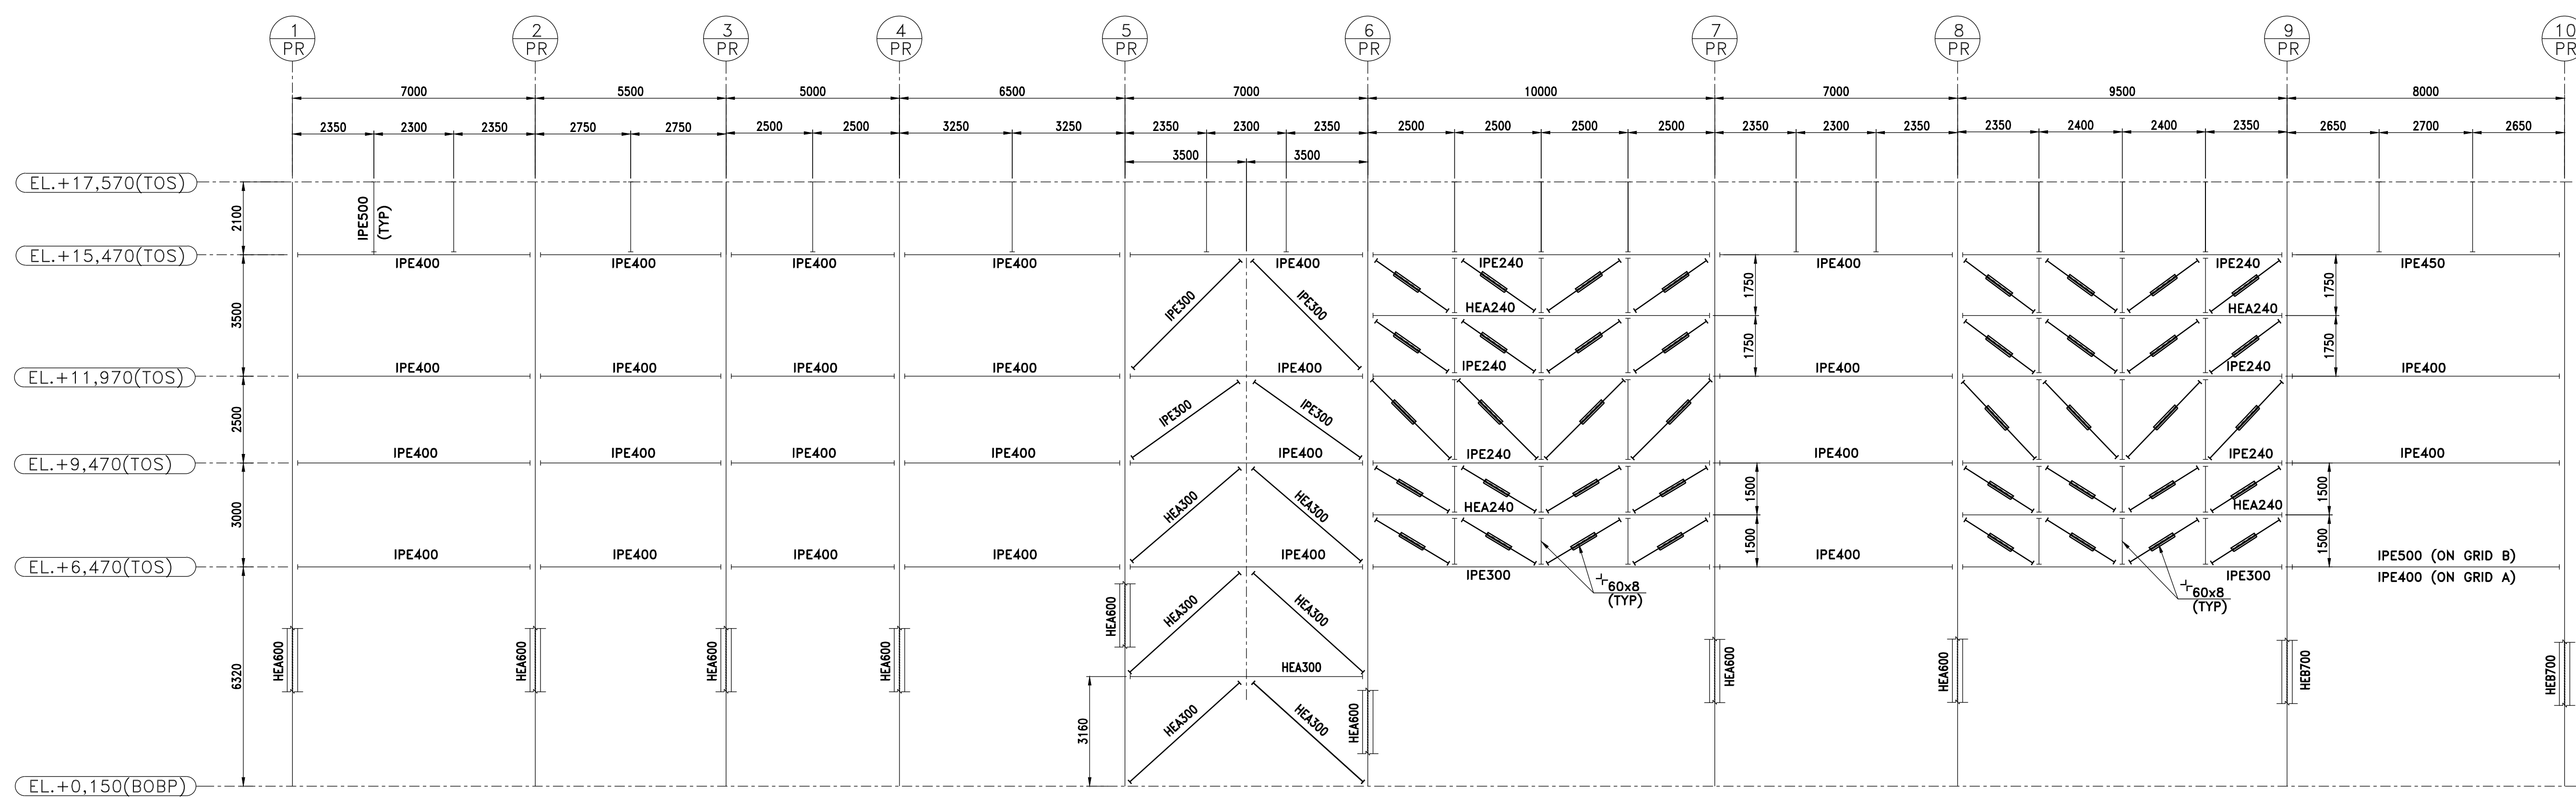 1 2 3 4 5 6 7 8 9 10
PR PR PR PR PR PR PR PR PR PR
7000 5500 5000 6500 7000 10000 7000 9500 8000
2350 2300 2350 2750 2750 2500 2500 3250 3250 2350 2300 2350 2500 2500 2500 2500 2350 2300 2350 2350 2400 2400 2350 2650 2700 2650
3500 3500
EL.+17,570(TOS)
2100
IPE500
(TYP)
EL.+15,470(TOS)
IPE400 IPE400 IPE400 IPE400 IPE400 IPE240 IPE400 IPE240 IPE450
3500
IPE300 IPE300
1750 1750
HEA240 HEA240
1750 1750
EL.+11,970(TOS)
IPE400 IPE400 IPE400 IPE400 IPE400 IPE240 IPE400 IPE240 IPE400
2500
IPE300 IPE300
EL.+9,470(TOS)
IPE400 IPE400 IPE400 IPE400 IPE400 IPE240 IPE400 IPE240 IPE400
3000
HEA300 HEA300
1500 1500
HEA240 HEA240
1500 1500
EL.+6,470(TOS)
IPE400 IPE400 IPE400 IPE400 IPE400 IPE300 IPE400 IPE300
IPE500 (ON GRID B)
IPE400 (ON GRID A)
60x8
(TYP)
60x8
(TYP)
6320
HEA600 HEA600 HEA600 HEA600 HEA600
HEA300 HEA300
HEA300
HEA600 HEA600 HEA600 HEB700 HEB700
3160
HEA300 HEA300
EL.+0,150(BOBP)